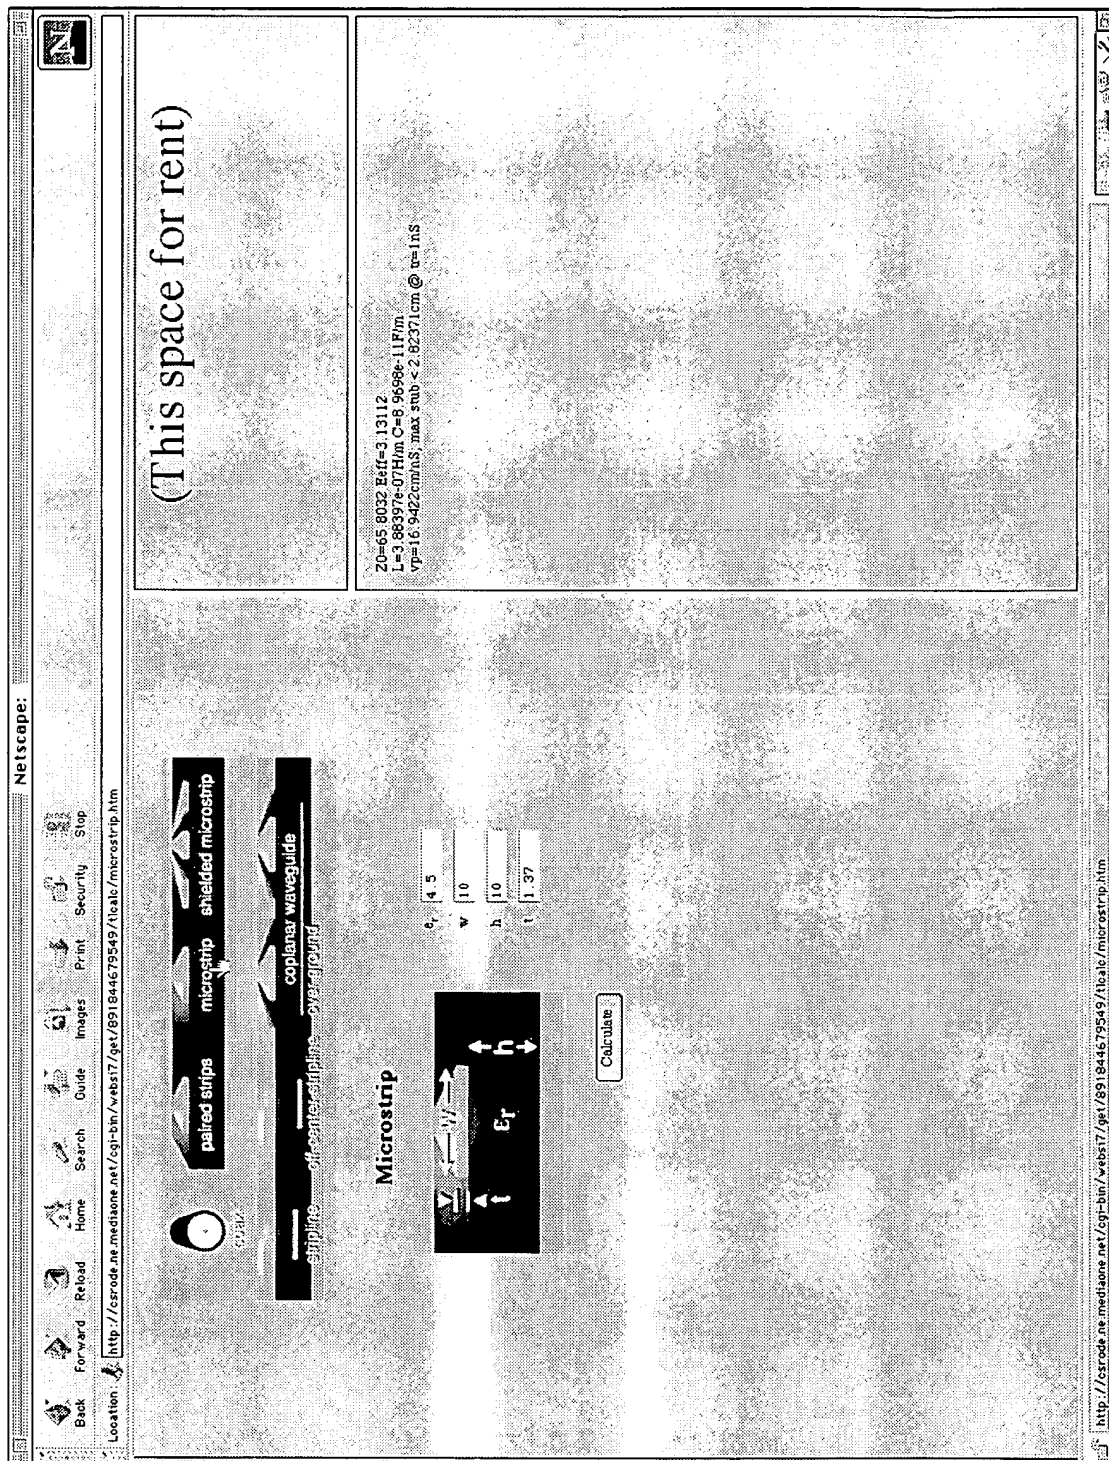 Netscape:
Back Forward Reload Home Search Guide Images Print Security Stop
N
Location: http://csrode.ne.mediaone.net/cgi-bin/webs17/get/891844679549/tlcalc/microstrip.htm
coax
paired strips
microstrip
shielded microstrip
stripline
off-center stripline
coplanar waveguide
over ground
Microstrip
t
W
h
εr
er 4.5
w 10
h 10
t 1.37
Calculate
(This space for rent)
Z0=65.8032 Eeff=3.13112
L=3.88397e-07H/m C=8.9698e-11F/m
vp=16.9422cm/nS, max stub < 2.82371cm @ tr=1nS
http://csrode.ne.mediaone.net/cgi-bin/webs17/get/891844679549/tlcalc/microstrip.htm